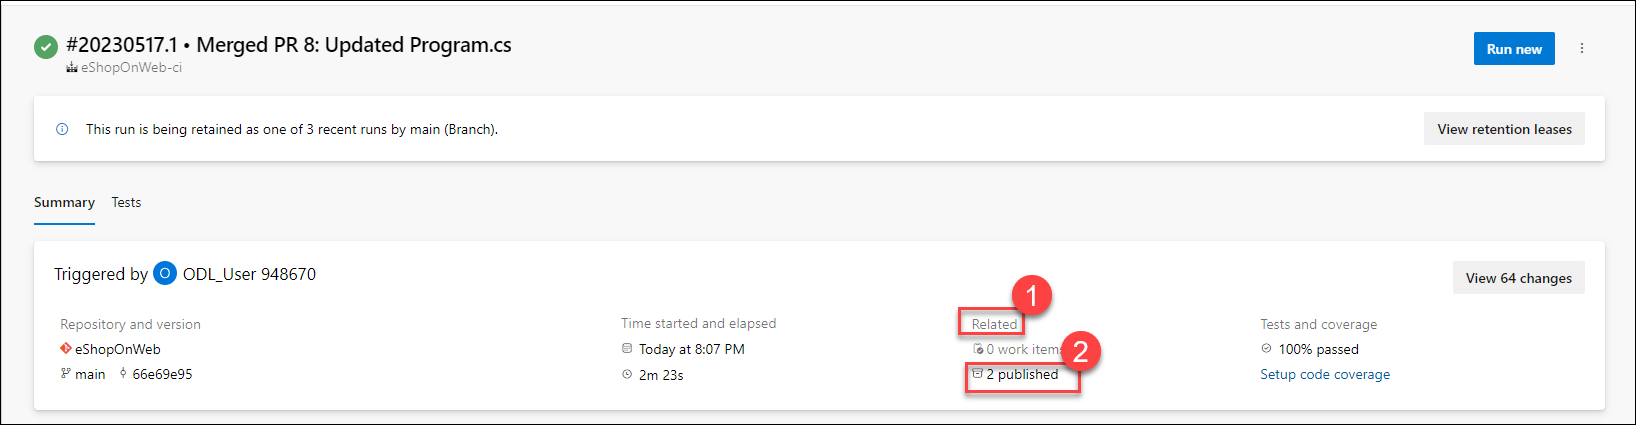 #20230517.1 • Merged PR 8: Updated Program.cs
Run new
eShopOnWeb-ci
This run is being retained as one of 3 recent runs by main (Branch).
View retention leases
Summary
Tests
Triggered by O ODL_User 948670
View 64 changes
1
Repository and version
Time started and elapsed
Related
Tests and coverage
eShopOnWeb
Today at 8:07 PM
0 work items
2
100% passed
main
66e69e95
2m 23s
2 published
Setup code coverage